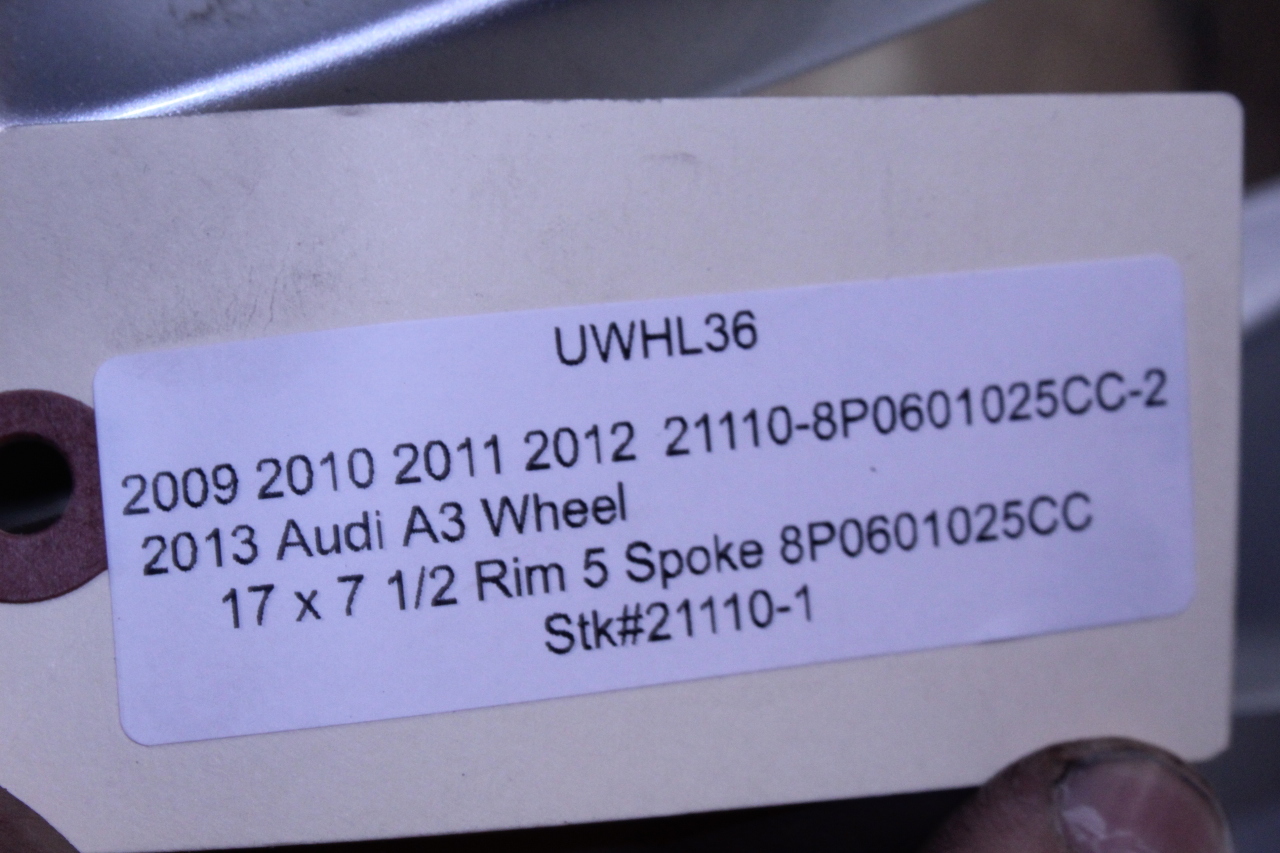 UWHL36
2009 2010 2011 2012 21110-8P0601025CC-2
2013 Audi A3 Wheel
17 x 7 1/2 Rim 5 Spoke 8P0601025CC
Stk#21110-1